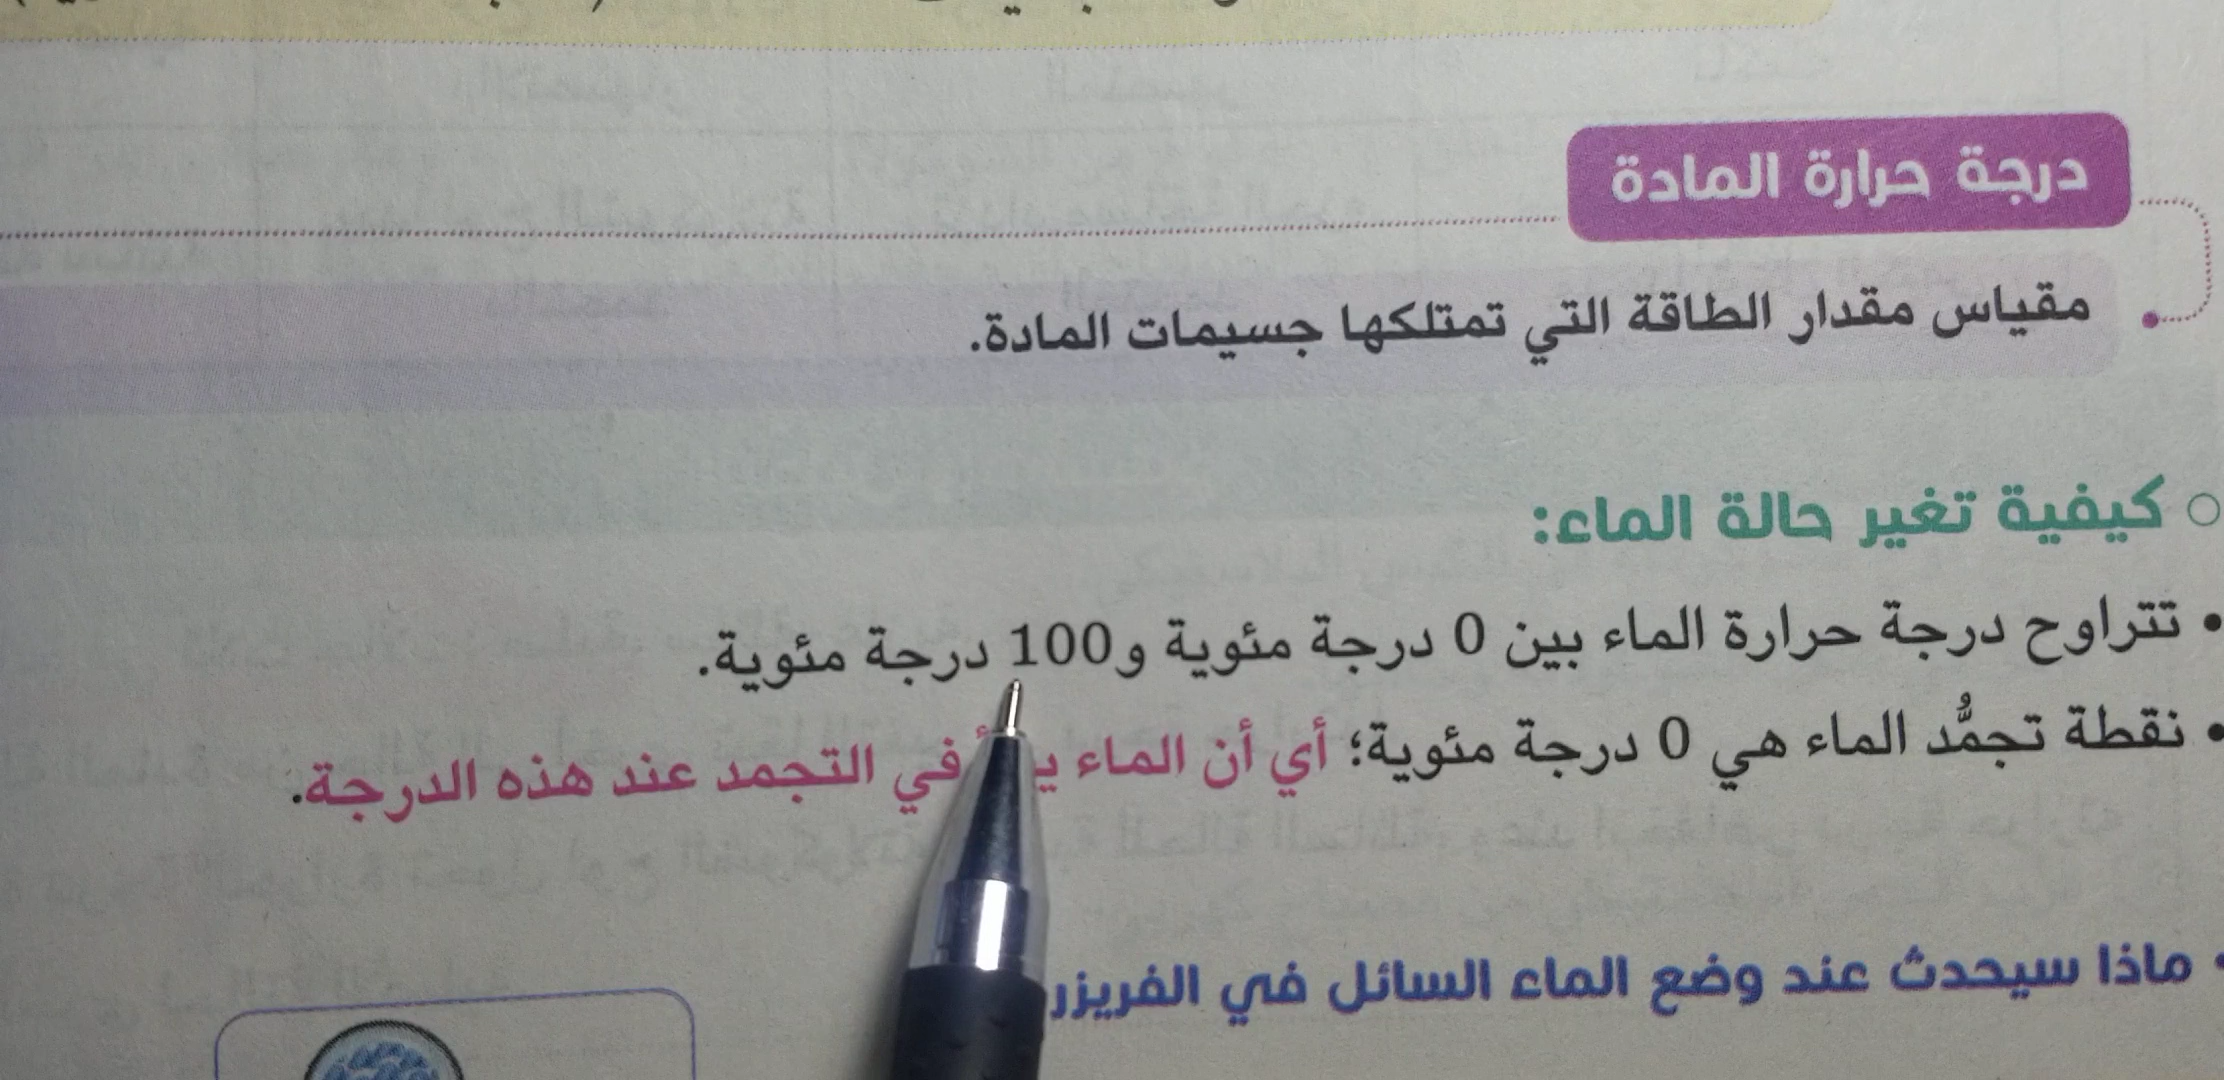 درجة حرارة المادة
مقياس مقدار الطاقة التي تمتلكها جسيمات المادة.
كيفية تغير حالة الماء:
• تتراوح درجة حرارة الماء بين 0 درجة مئوية و100 درجة مئوية.
• نقطة تجمُّد الماء هي 0 درجة مئوية؛ أي أن الماء في التجمد عند هذه الدرجة.
• ماذا سيحدث عند وضع الماء السائل في الفريزر